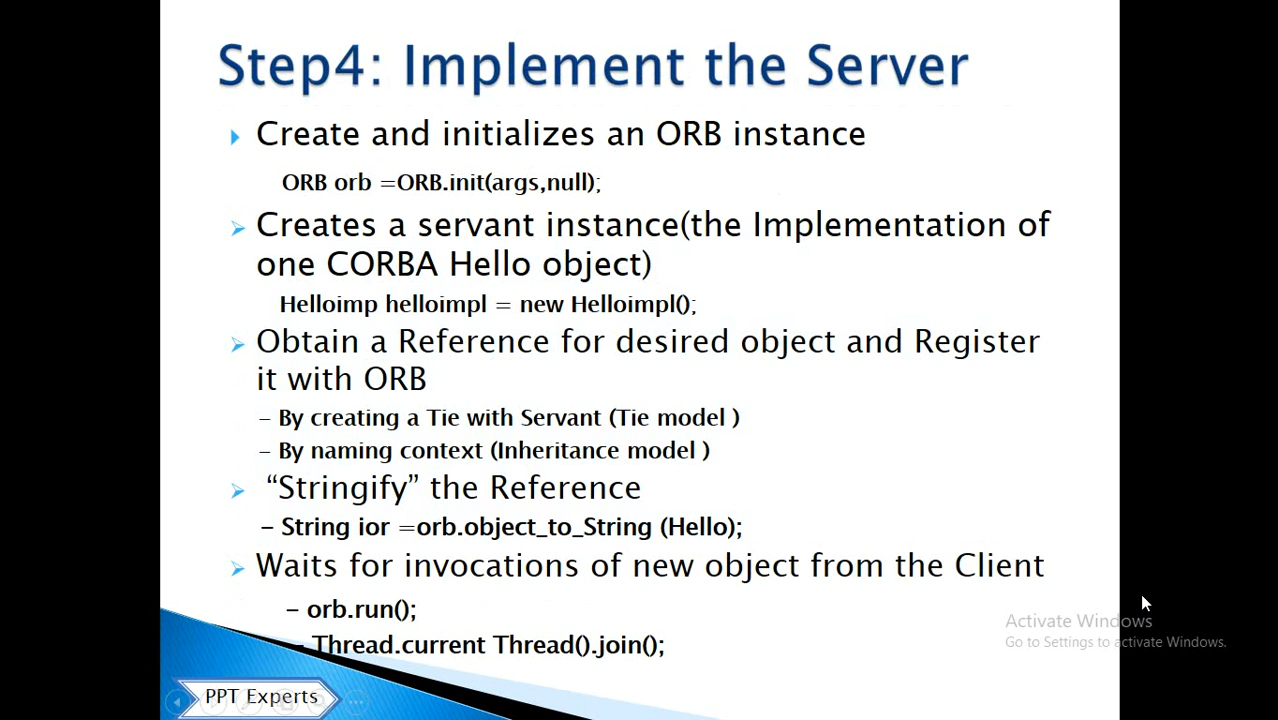 Step4: Implement the Server
Create and initializes an ORB instance
ORB orb =ORB.init(args,null);
Creates a servant instance(the Implementation of
one CORBA Hello object)
Helloimp helloimpl = new Helloimpl();
Obtain a Reference for desired object and Register
it with ORB
– By creating a Tie with Servant (Tie model )
– By naming context (Inheritance model )
“Stringify” the Reference
– String ior =orb.object_to_String (Hello);
Waits for invocations of new object from the Client
– orb.run();
– Thread.current Thread().join();
Activate Windows
Go to Settings to activate Windows.
PPT Experts